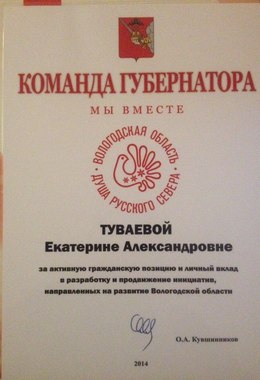 КОМАНДА ГУБЕРНАТОРА
МЫ ВМЕСТЕ
ВОЛОГОДСКАЯ ОБЛАСТЬ
ДУША РУССКОГО СЕВЕРА
ТУВАЕВОЙ
Екатерине Александровне
за активную гражданскую позицию и личный вклад
в разработку и продвижение инициатив,
направленных на развитие Вологодской области
О.А. Кувшинников
2014